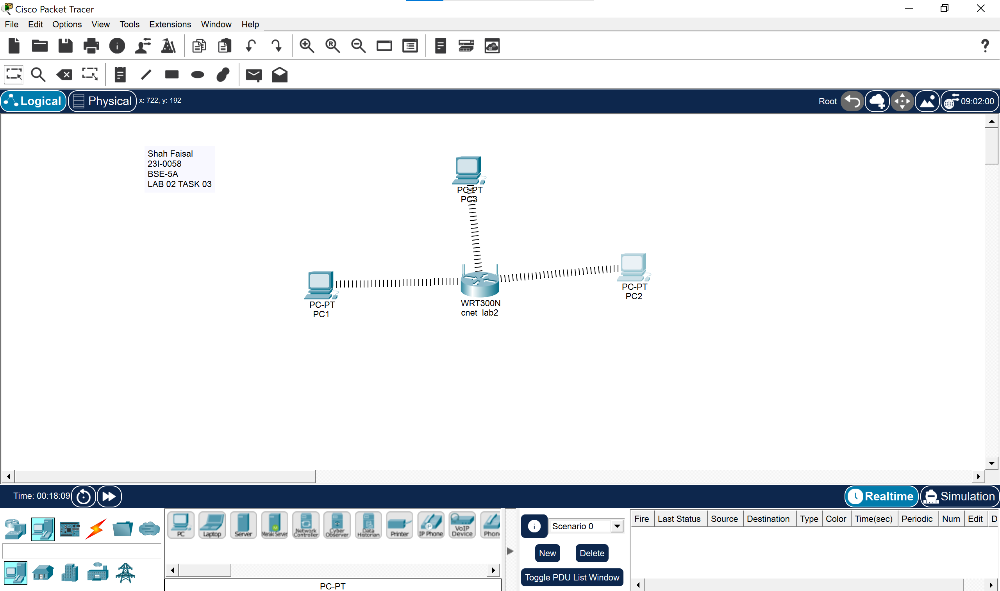 Cisco Packet Tracer
File Edit Options View Tools Extensions Window Help
Logical Physical x: 722, y: 192 Root 09:02:00
Shah Faisal
23I-0058
BSE-5A
LAB 02 TASK 03
PC-PT
PC3
PC-PT
PC2
PC-PT
PC1
WRT300N
cnet_lab2
Time: 00:18:09 Realtime Simulation
PC Laptop Server Meraki Server Network Controller Cyber Observer Data Historian Printer IP Phone VoIP Device Phon
Scenario 0
Fire Last Status Source Destination Type Color Time(sec) Periodic Num Edit D
New Delete
Toggle PDU List Window
PC-PT